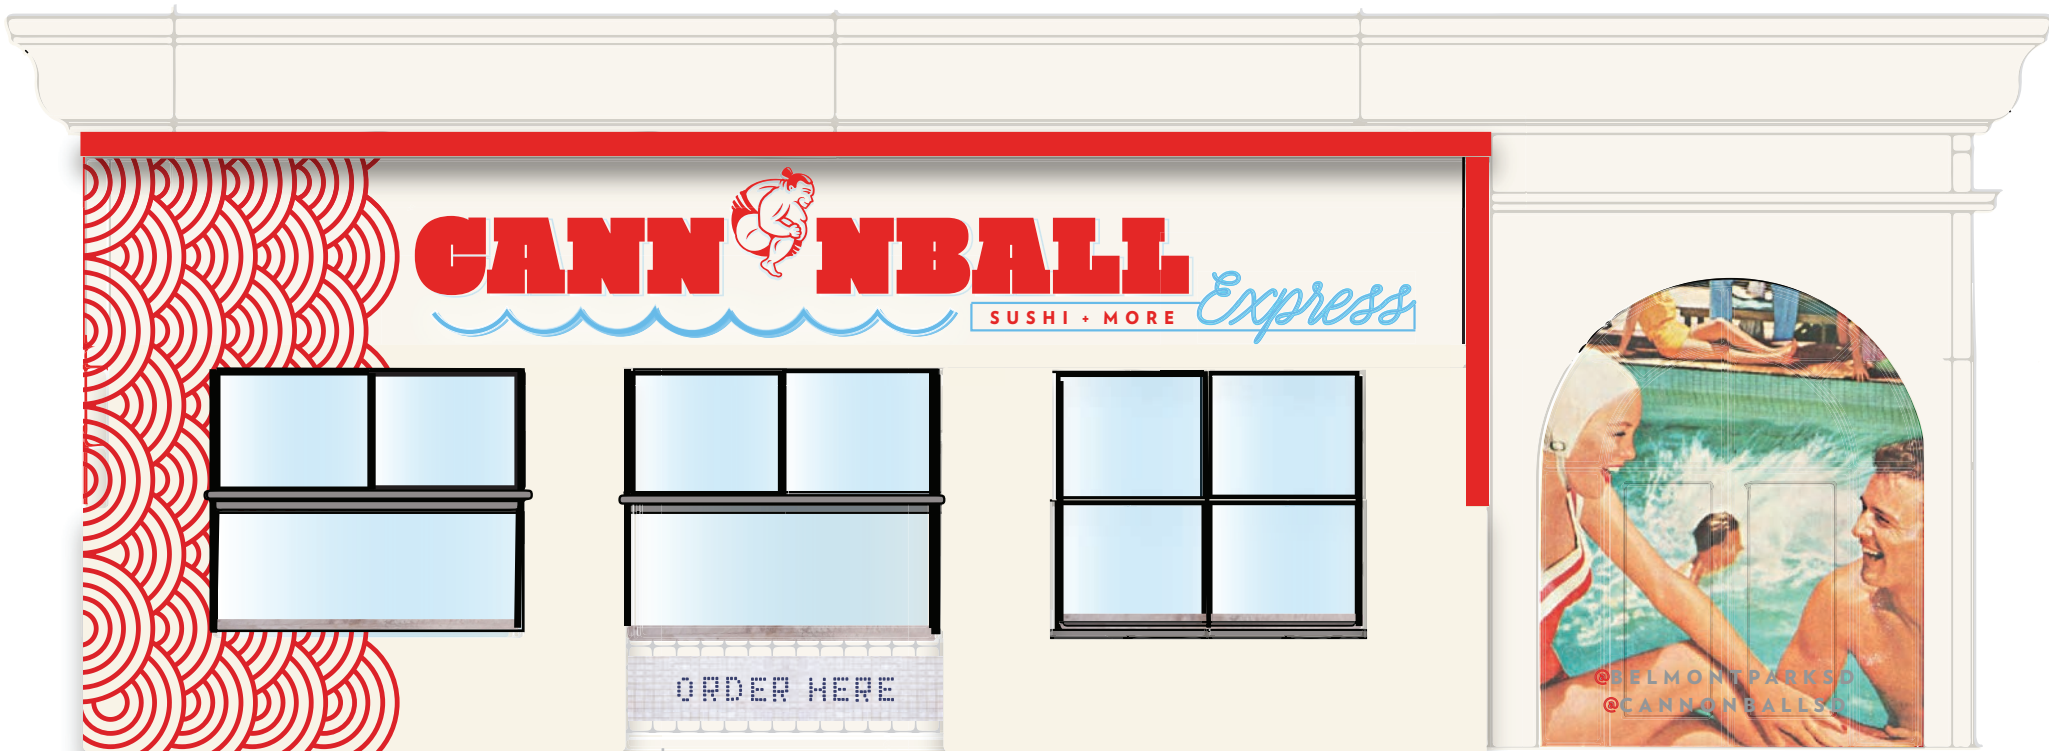 CANNONBALL
SUSHI + MORE Express
ORDER HERE
@BELMONTPARKSD
@CANNONBALLSD